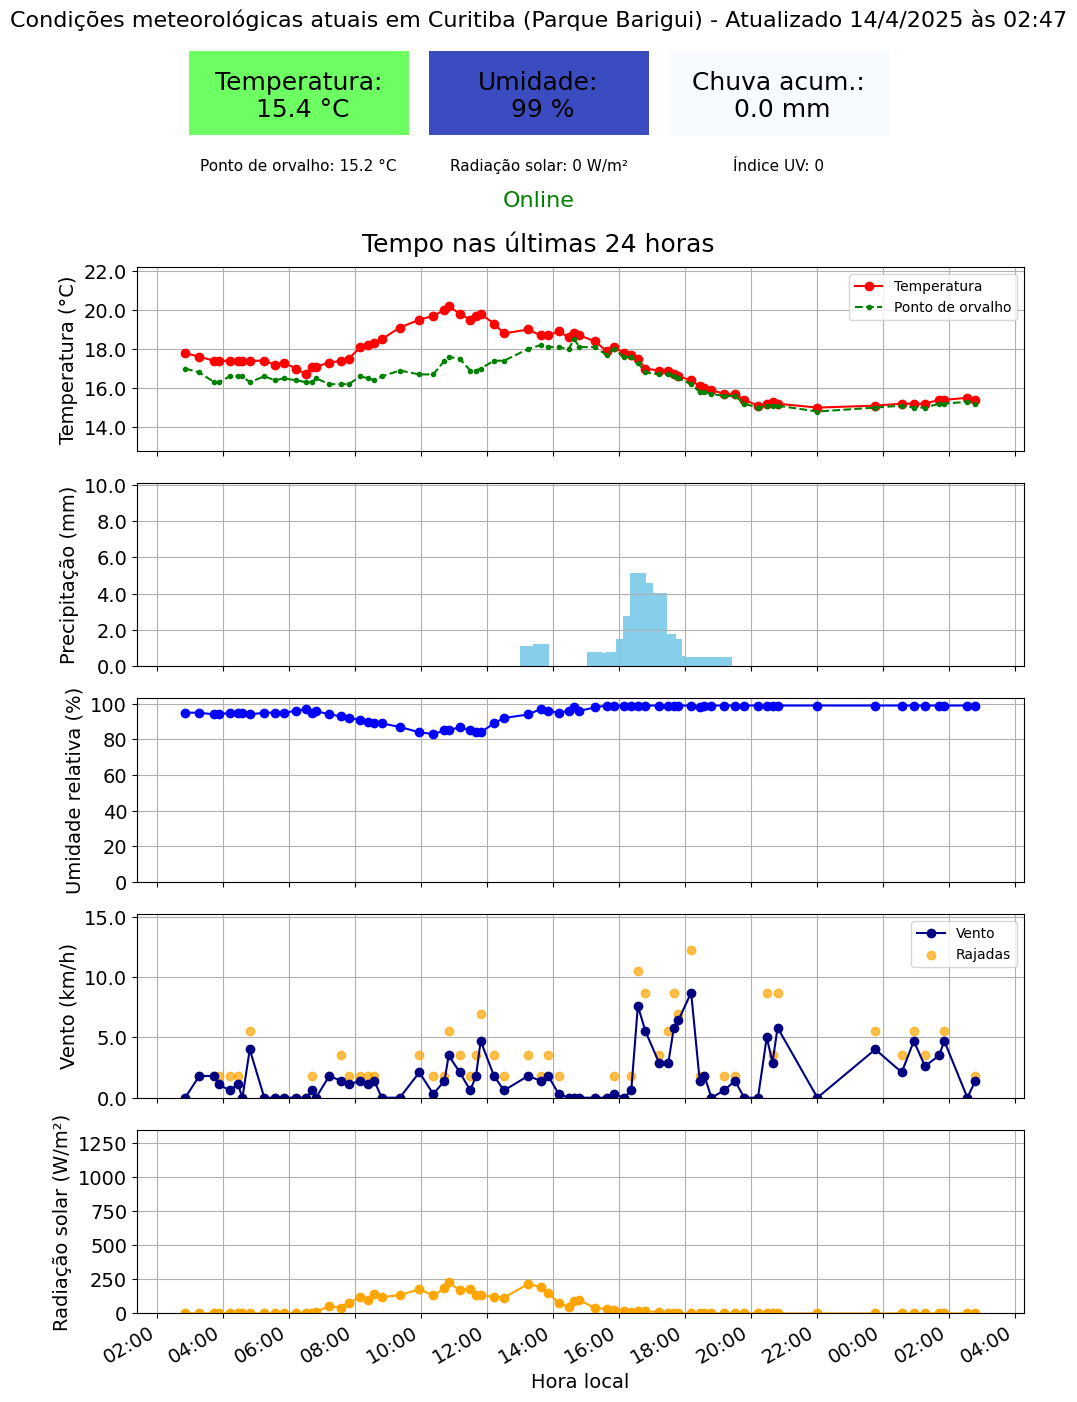 Condições meteorológicas atuais em Curitiba (Parque Barigui) - Atualizado 14/4/2025 às 02:47
Temperatura:
15.4 °C
Umidade:
99 %
Chuva acum.:
0.0 mm
Ponto de orvalho: 15.2 °C
Radiação solar: 0 W/m²
Índice UV: 0
Online
Tempo nas últimas 24 horas
Temperatura (°C)
22.0
20.0
18.0
16.0
14.0
Temperatura
Ponto de orvalho
Precipitação (mm)
10.0
8.0
6.0
4.0
2.0
0.0
Umidade relativa (%)
100
80
60
40
20
0
Vento (km/h)
15.0
10.0
5.0
0.0
Vento
Rajadas
Radiação solar (W/m²)
1250
1000
750
500
250
0
02:00
04:00
06:00
08:00
10:00
12:00
14:00
16:00
18:00
20:00
22:00
00:00
02:00
04:00
Hora local